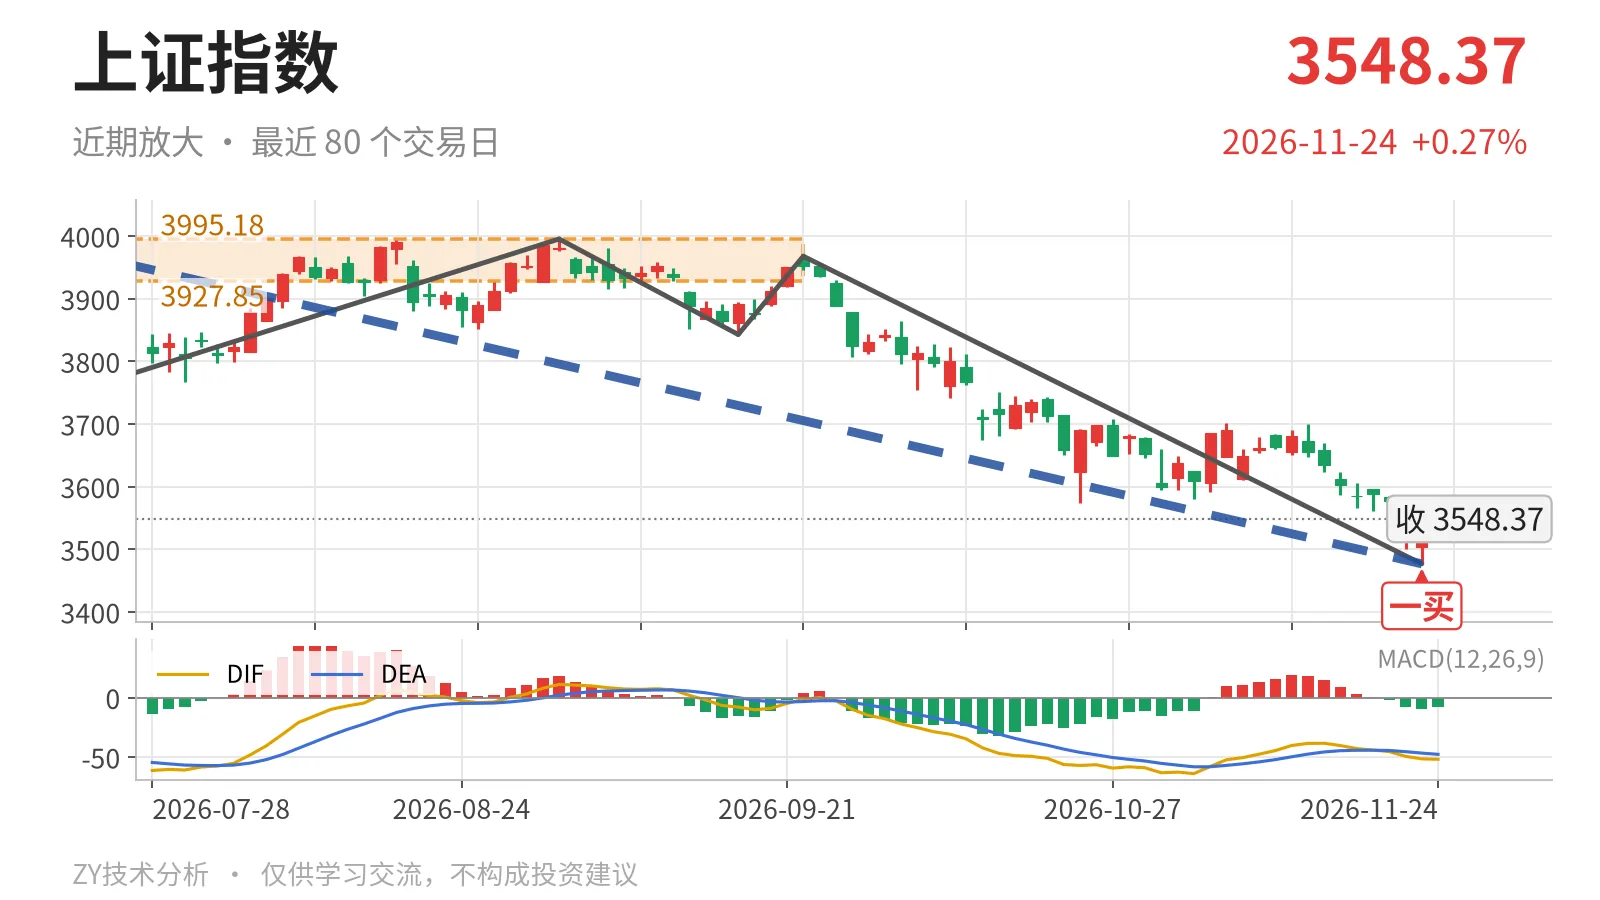 上证指数
3548.37
近期放大 • 最近 80 个交易日
2026-11-24 +0.27%
3995.18
3927.85
4000
3900
3800
3700
3600
3500
3400
收 3548.37
一买
DIF
DEA
MACD(12,26,9)
0
-50
2026-07-28
2026-08-24
2026-09-21
2026-10-27
2026-11-24
ZY技术分析 • 仅供学习交流，不构成投资建议